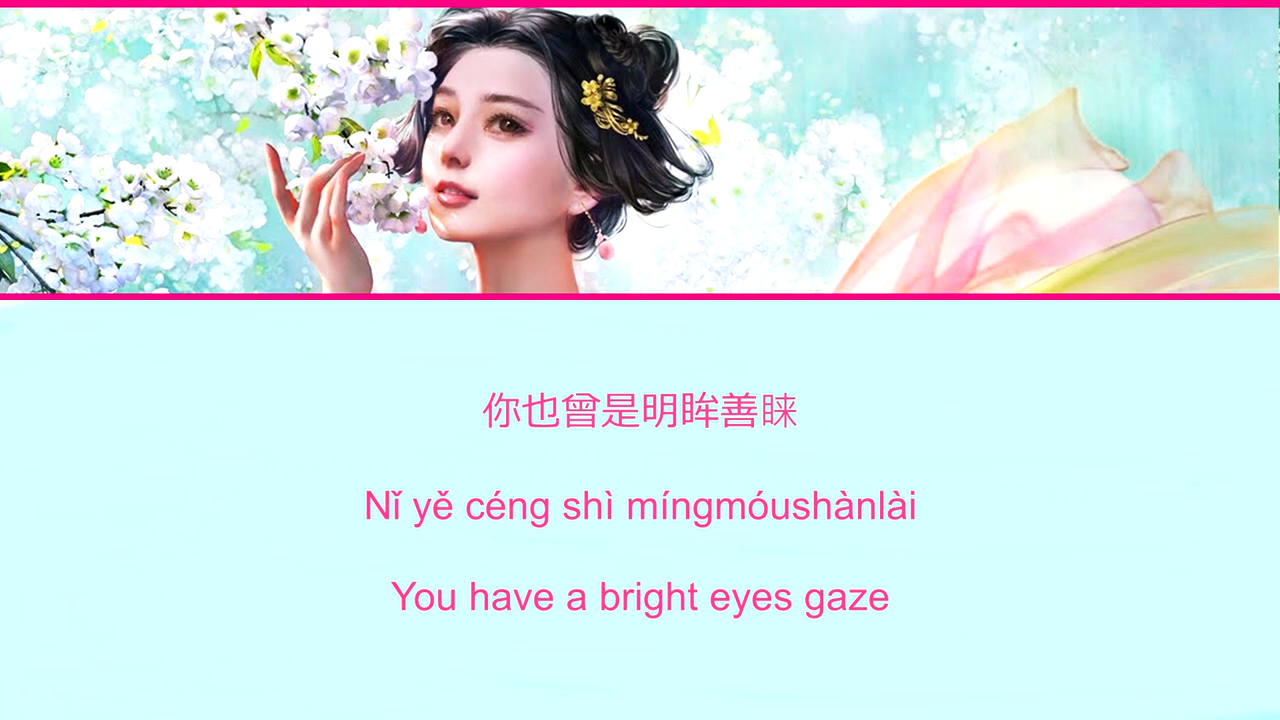 你也曾是明眸善睐
Nǐ yě céng shì míngmóushànlài
You have a bright eyes gaze